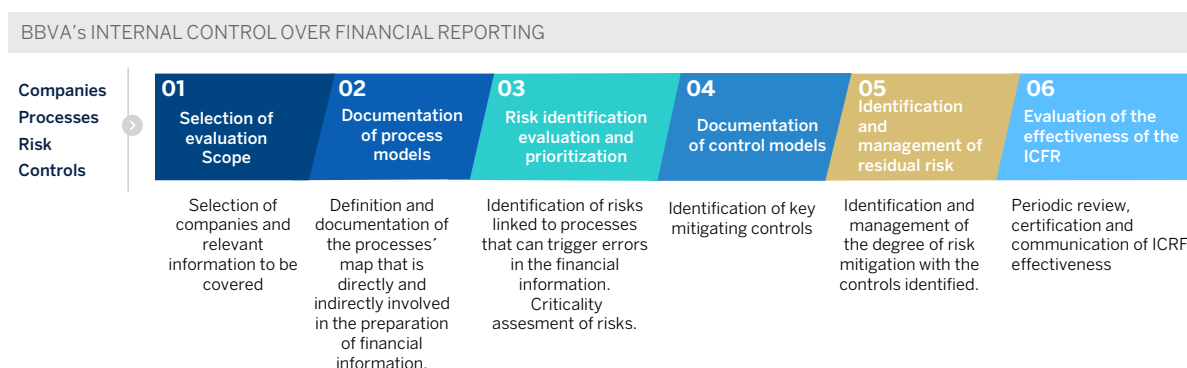 BBVA's INTERNAL CONTROL OVER FINANCIAL REPORTING
Companies
Processes
Risk
Controls
01
Selection of
evaluation
Scope
02
Documentation
of process
models
03
Risk identification
evaluation and
prioritization
04
Documentation
of control models
05
Identification
and
management of
residual risk
06
Evaluation of the
effectiveness of the
ICFR
Selection of
companies and
relevant
information to be
covered
Definition and
documentation of
the processes´
map that is
directly and
indirectly involved
in the preparation
of financial
information.
Identification of risks
linked to processes
that can trigger errors
in the financial
information.
Criticality
assesment of risks.
Identification of key
mitigating controls
Identification and
management of
the degree of risk
mitigation with the
controls identified.
Periodic review,
certification and
communication of ICRF
effectiveness